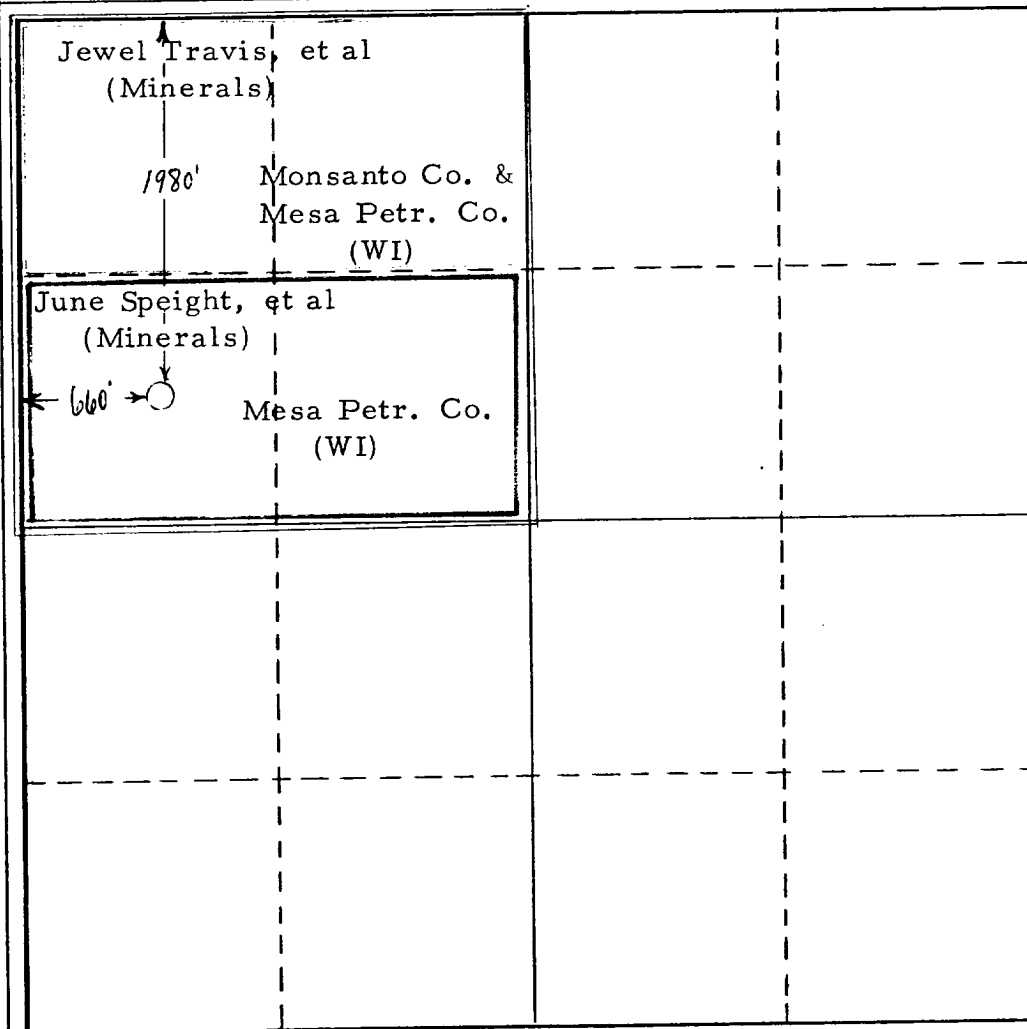 Jewel Travis, et al
(Minerals)
1980'
Monsanto Co. &
Mesa Petr. Co.
(WI)
June Speight, et al
(Minerals)
660'
Mesa Petr. Co.
(WI)